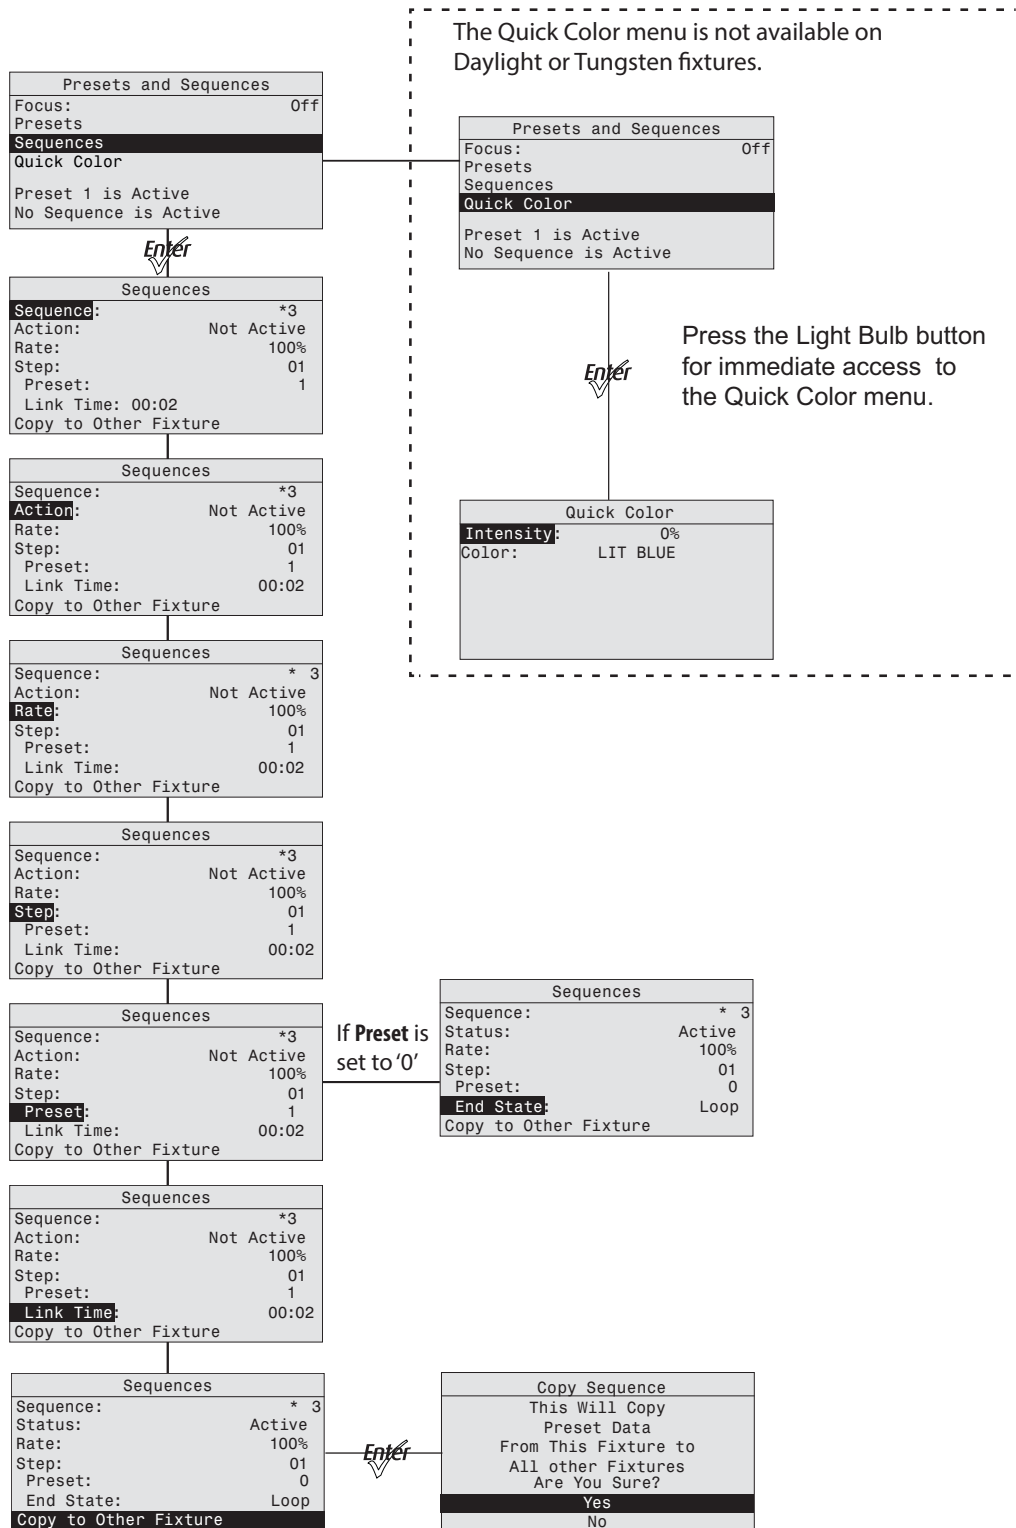 The Quick Color menu is not available on
Daylight or Tungsten fixtures.
Presets and Sequences
Focus: Off
Presets
Sequences
Quick Color
Preset 1 is Active
No Sequence is Active
Presets and Sequences
Focus: Off
Presets
Sequences
Quick Color
Preset 1 is Active
No Sequence is Active
Enter
Enter
Press the Light Bulb button
for immediate access to
the Quick Color menu.
Quick Color
Intensity: 0%
Color: LIT BLUE
Sequences
Sequence: *3
Action: Not Active
Rate: 100%
Step: 01
Preset: 1
Link Time: 00:02
Copy to Other Fixture
Sequences
Sequence: *3
Action: Not Active
Rate: 100%
Step: 01
Preset: 1
Link Time: 00:02
Copy to Other Fixture
Sequences
Sequence: * 3
Action: Not Active
Rate: 100%
Step: 01
Preset: 1
Link Time: 00:02
Copy to Other Fixture
Sequences
Sequence: *3
Action: Not Active
Rate: 100%
Step: 01
Preset: 1
Link Time: 00:02
Copy to Other Fixture
Sequences
Sequence: *3
Action: Not Active
Rate: 100%
Step: 01
Preset: 1
Link Time: 00:02
Copy to Other Fixture
If Preset is
set to '0'
Sequences
Sequence: * 3
Status: Active
Rate: 100%
Step: 01
Preset: 0
End State: Loop
Copy to Other Fixture
Sequences
Sequence: *3
Action: Not Active
Rate: 100%
Step: 01
Preset: 1
Link Time: 00:02
Copy to Other Fixture
Sequences
Sequence: * 3
Status: Active
Rate: 100%
Step: 01
Preset: 0
End State: Loop
Copy to Other Fixture
Enter
Copy Sequence
This Will Copy
Preset Data
From This Fixture to
All other Fixtures
Are You Sure?
Yes
No